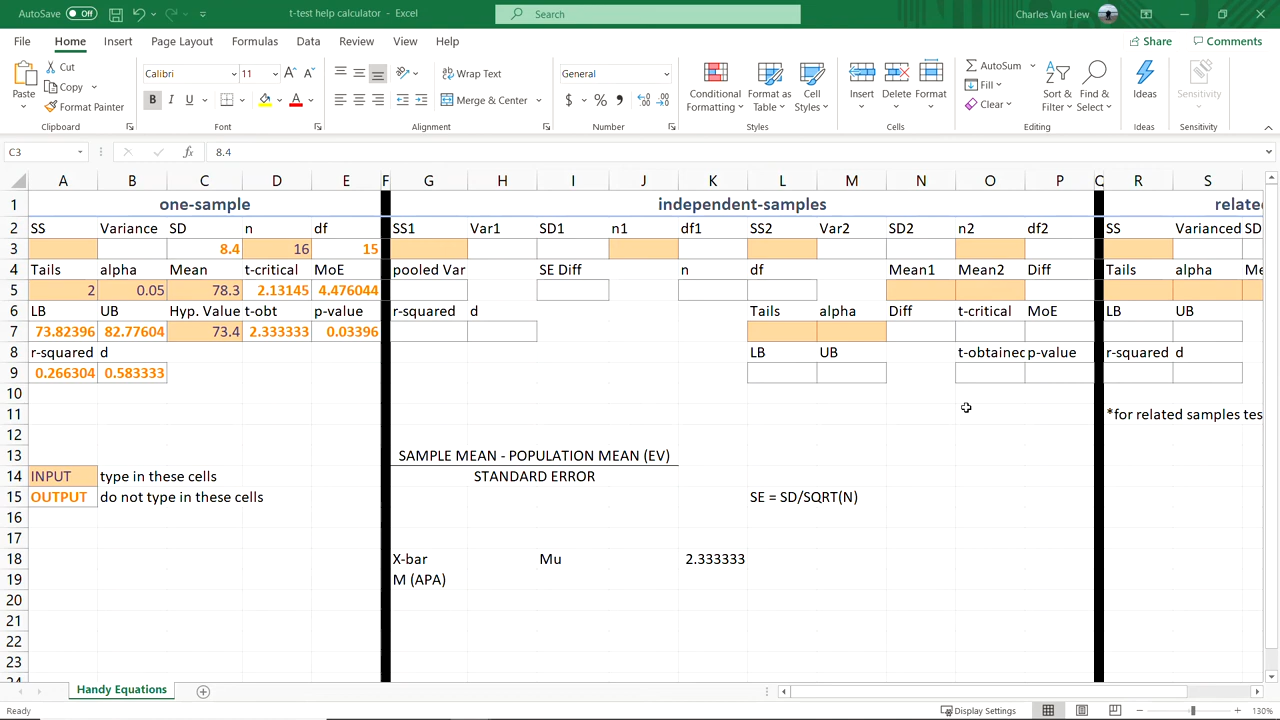 AutoSave Off t-test help calculator - Excel Search Charles Van Liew
File Home Insert Page Layout Formulas Data Review View Help Share Comments
Paste Cut Copy Format Painter Clipboard
Calibri 11 B I U Font
Wrap Text Merge & Center Alignment
General $ % Number
Conditional Formatting Format as Table Cell Styles Styles
Insert Delete Format Cells
AutoSum Fill Clear Sort & Filter Find & Select Editing
Ideas Ideas
Sensitivity Sensitivity
C3 fx 8.4
A B C D E F G H I J K L M N O P Q R S
1 one-sample independent-samples related
2 SS Variance SD n df SS1 Var1 SD1 n1 df1 SS2 Var2 SD2 n2 df2 SS Varianced SD
3 8.4 16 15
4 Tails alpha Mean t-critical MoE pooled Var SE Diff n df Mean1 Mean2 Diff Tails alpha Me
5 2 0.05 78.3 2.13145 4.476044
6 LB UB Hyp. Value t-obt p-value r-squared d Tails alpha Diff t-critical MoE LB UB
7 73.82396 82.77604 73.4 2.333333 0.03396
8 r-squared d LB UB t-obtained p-value r-squared d
9 0.266304 0.583333
10
11 *for related samples tes
12
13 SAMPLE MEAN - POPULATION MEAN (EV)
14 INPUT type in these cells STANDARD ERROR
15 OUTPUT do not type in these cells SE = SD/SQRT(N)
16
17
18 X-bar Mu 2.333333
19 M (APA)
20
21
22
23
Handy Equations
Ready Display Settings 130%